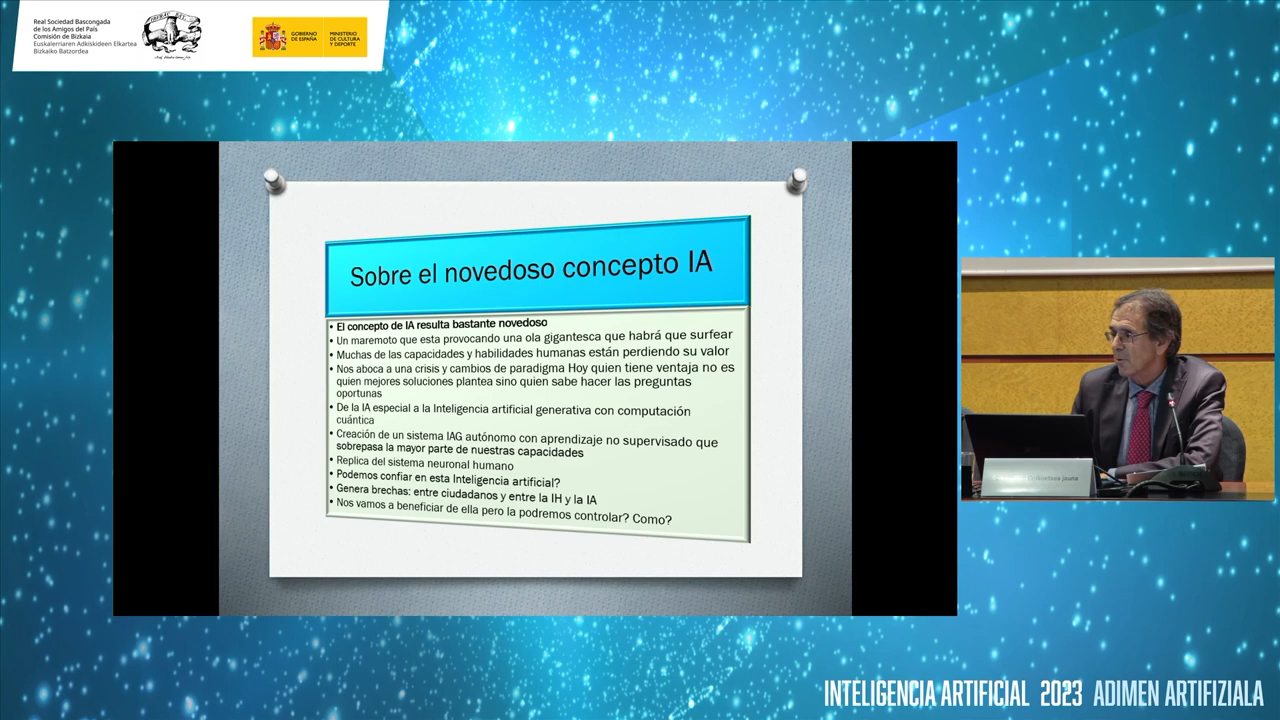 Real Sociedad Bascongada
de los Amigos del País
Comisión de Bizkaia
Euskalerriaren Adkiskideen Elkartea
Bizkaiko Batzordea
GOBIERNO
DE ESPAÑA
MINISTERIO
DE CULTURA
Y DEPORTE
Sobre el novedoso concepto IA
• El concepto de IA resulta bastante novedoso
• Un maremoto que esta provocando una ola gigantesca que habrá que surfear
• Muchas de las capacidades y habilidades humanas están perdiendo su valor
• Nos aboca a una crisis y cambios de paradigma Hoy quien tiene ventaja no es
quien mejores soluciones plantea sino quien sabe hacer las preguntas
oportunas
• De la IA especial a la Inteligencia artificial generativa con computación
cuántica
• Creación de un sistema IAG autónomo con aprendizaje no supervisado que
sobrepasa la mayor parte de nuestras capacidades
• Replica del sistema neuronal humano
• Podemos confiar en esta Inteligencia artificial?
• Genera brechas: entre ciudadanos y entre la IH y la IA
• Nos vamos a beneficiar de ella pero la podremos controlar? Como?
jauna
INTELIGENCIA ARTIFICIAL 2023 ADIMEN ARTIFIZIALA